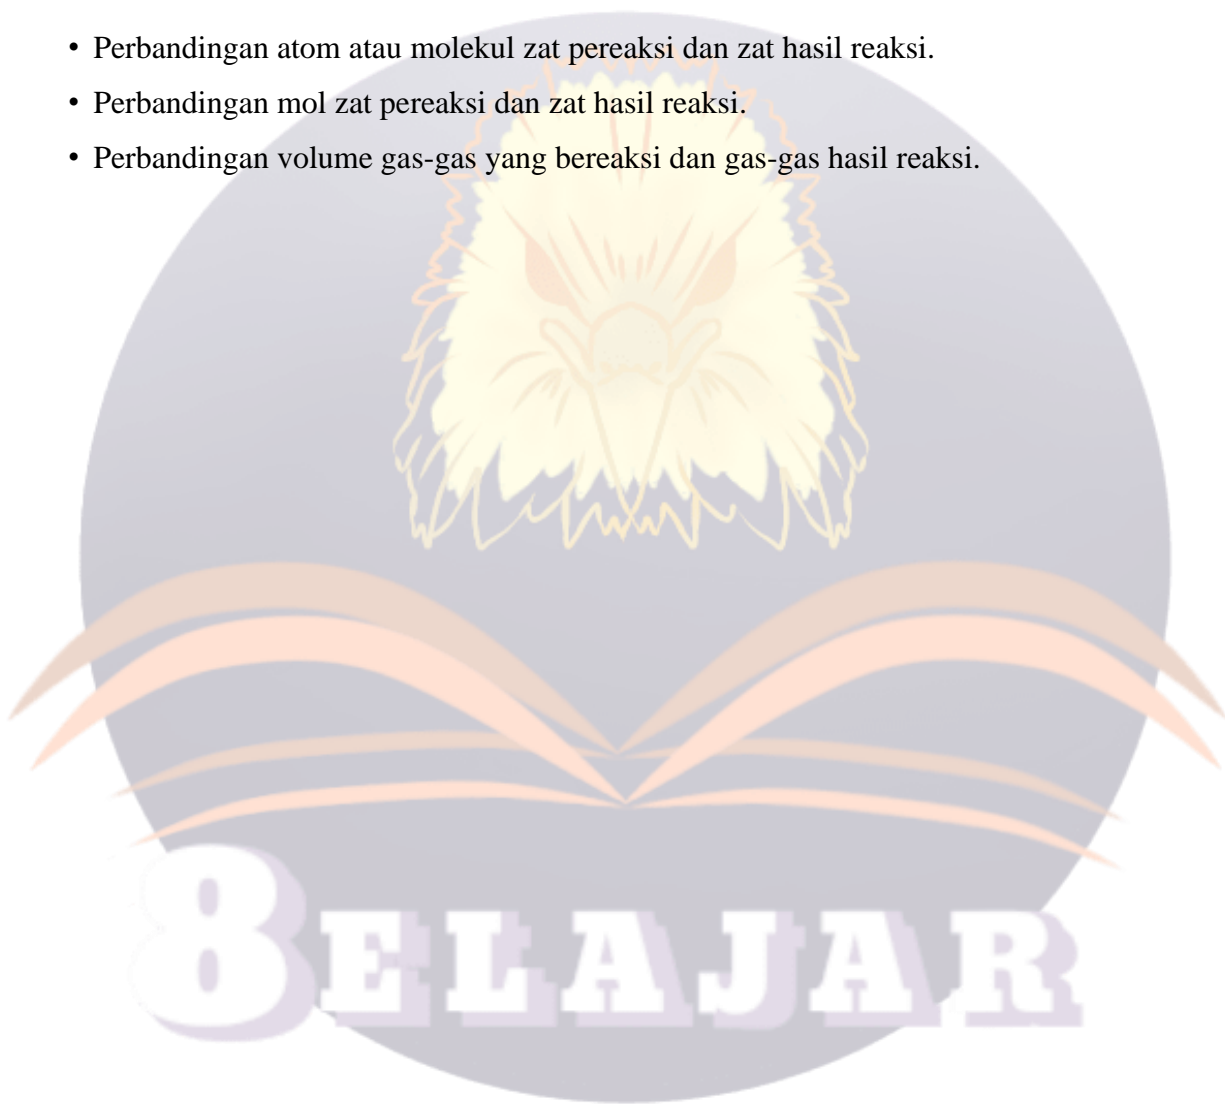 • Perbandingan atom atau molekul zat pereaksi dan zat hasil reaksi.
• Perbandingan mol zat pereaksi dan zat hasil reaksi.
• Perbandingan volume gas-gas yang bereaksi dan gas-gas hasil reaksi.
8ELAJAR